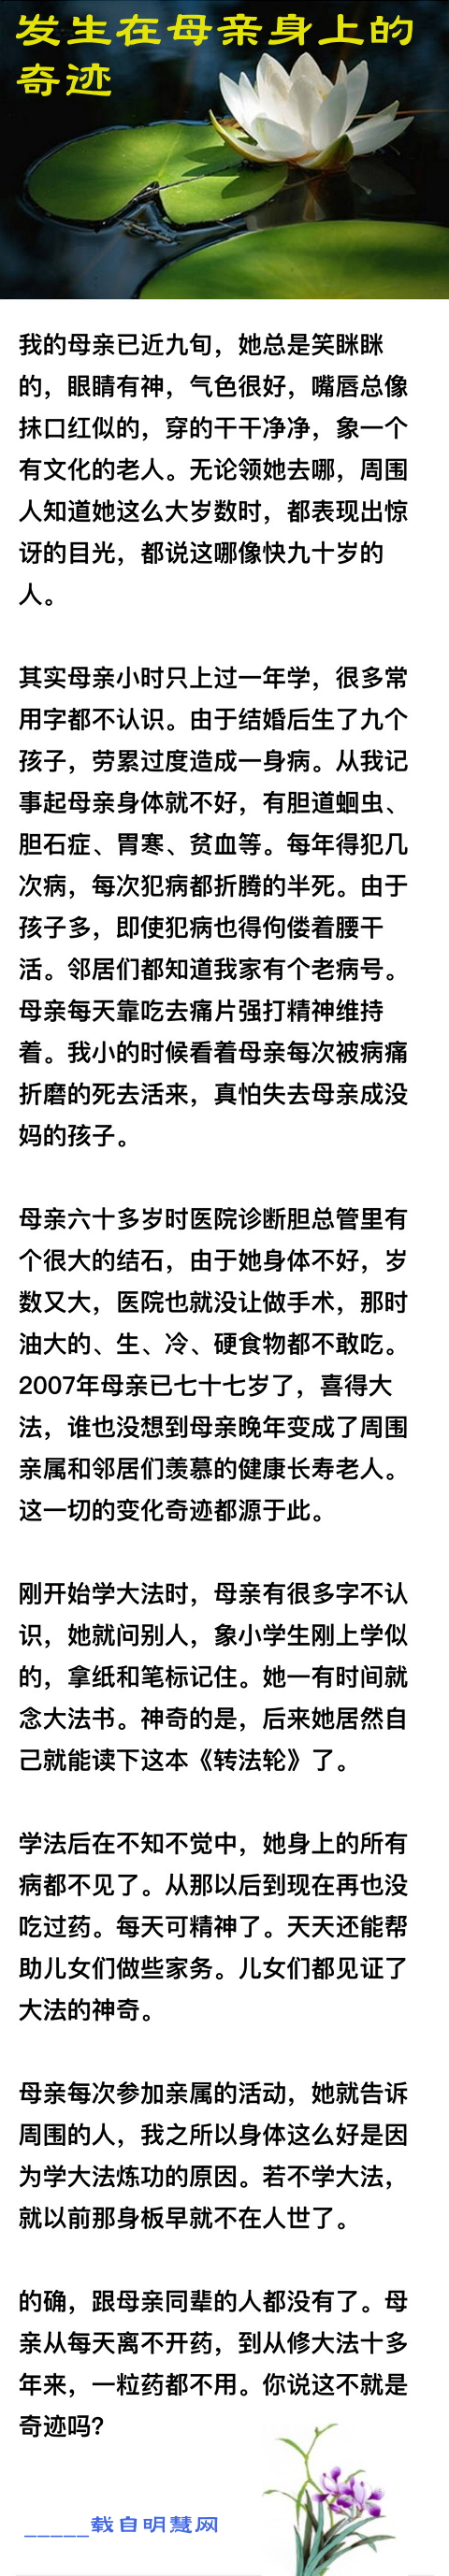 发生在母亲身上的
奇迹
我的母亲已近九旬，她总是笑眯眯
的，眼睛有神，气色很好，嘴唇总像
抹口红似的，穿的干干净净，象一个
有文化的老人。无论领她去哪，周围
人知道她这么大岁数时，都表现出惊
讶的目光，都说这哪像快九十岁的
人。
其实母亲小时只上过一年学，很多常
用字都不认识。由于结婚后生了九个
孩子，劳累过度造成一身病。从我记
事起母亲身体就不好，有胆道蛔虫、
胆石症、胃寒、贫血等。每年得犯几
次病，每次犯病都折腾的半死。由于
孩子多，即使犯病也得佝偻着腰干
活。邻居们都知道我家有个老病号。
母亲每天靠吃去痛片强打精神维持
着。我小的时候看着母亲每次被病痛
折磨的死去活来，真怕失去母亲成没
妈的孩子。
母亲六十多岁时医院诊断胆总管里有
个很大的结石，由于她身体不好，岁
数又大，医院也就没让做手术，那时
油大的、生、冷、硬食物都不敢吃。
2007年母亲已七十七岁了，喜得大
法，谁也没想到母亲晚年变成了周围
亲属和邻居们羡慕的健康长寿老人。
这一切的变化奇迹都源于此。
刚开始学大法时，母亲有很多字不认
识，她就问别人，象小学生刚上学似
的，拿纸和笔标记住。她一有时间就
念大法书。神奇的是，后来她居然自
己就能读下这本《转法轮》了。
学法后在不知不觉中，她身上的所有
病都不见了。从那以后到现在再也没
吃过药。每天可精神了。天天还能帮
助儿女们做些家务。儿女们都见证了
大法的神奇。
母亲每次参加亲属的活动，她就告诉
周围的人，我之所以身体这么好是因
为学大法炼功的原因。若不学大法，
就以前那身板早就不在人世了。
的确，跟母亲同辈的人都没有了。母
亲从每天离不开药，到从修大法十多
年来，一粒药都不用。你说这不就是
奇迹吗?
_____载自明慧网